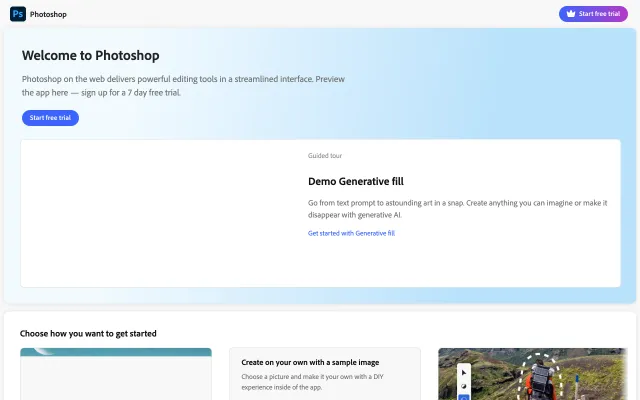 Ps Photoshop
Start free trial
Welcome to Photoshop
Photoshop on the web delivers powerful editing tools in a streamlined interface. Preview
the app here — sign up for a 7 day free trial.
Start free trial
Guided tour
Demo Generative fill
Go from text prompt to astounding art in a snap. Create anything you can imagine or make it
disappear with generative AI.
Get started with Generative fill
Choose how you want to get started
Create on your own with a sample image
Choose a picture and make it your own with a DIY
experience inside of the app.